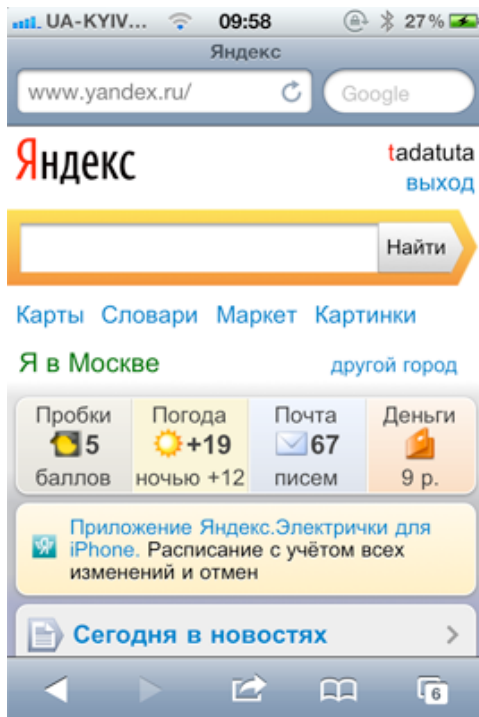 UA-KYIV... 09:58 27%
Яндекс
www.yandex.ru/ Google
Яндекс tadatuta
выход
Найти
Карты Словари Маркет Картинки
Я в Москве другой город
Пробки Погода Почта Деньги
5 +19 67
баллов ночью +12 писем 9 р.
Приложение Яндекс.Электрички для
iPhone. Расписание с учётом всех
изменений и отмен
Сегодня в новостях
6